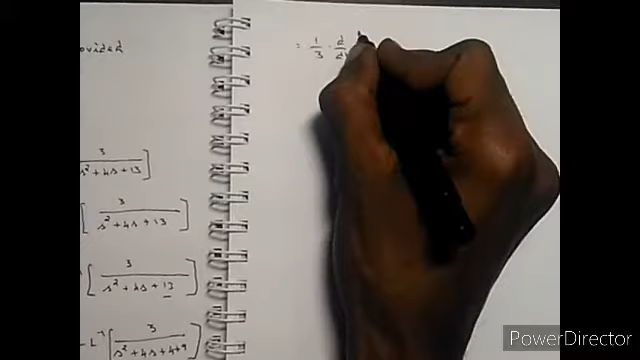 ovided
3 / s² + 4s + 13 ]
[ 3 / s² + 4s + 13 ]
[ 3 / s² + 4s + 13 ]
- L⁻¹ [ 3 / s² + 4s + 4 + 9 ]
= 1/3 · d/d
PowerDirector